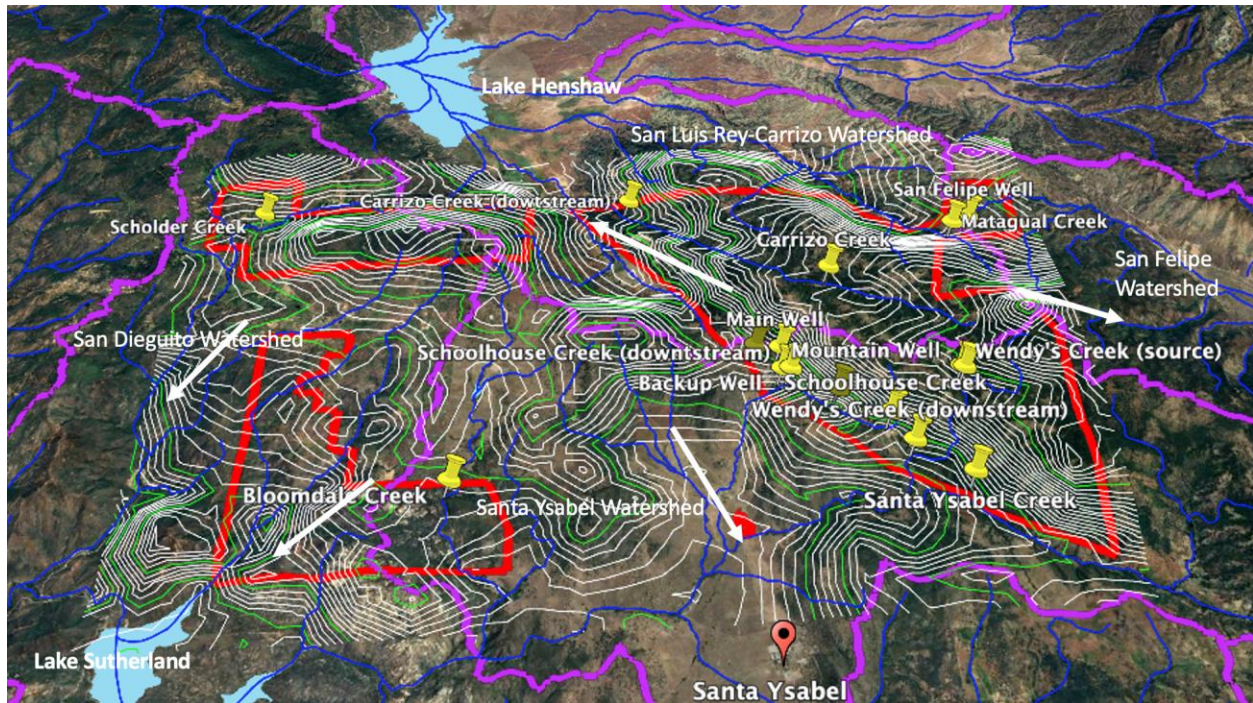 Lake Henshaw
San Luis Rey-Carrizo Watershed
San Felipe Well
Carrizo Creek (dowtstream)
Scholder Creek
Matagual Creek
Carrizo Creek
San Felipe
Watershed
Main Well
San Dieguito Watershed
Schoolhouse Creek (downtstream)
Mountain Well
Wendy's Creek (source)
Backup Well
Schoolhouse Creek
Wendy's Creek (downstream)
Bloomdale Creek
Santa Ysabel Watershed
Santa Ysabel Creek
Lake Sutherland
Santa Ysabel